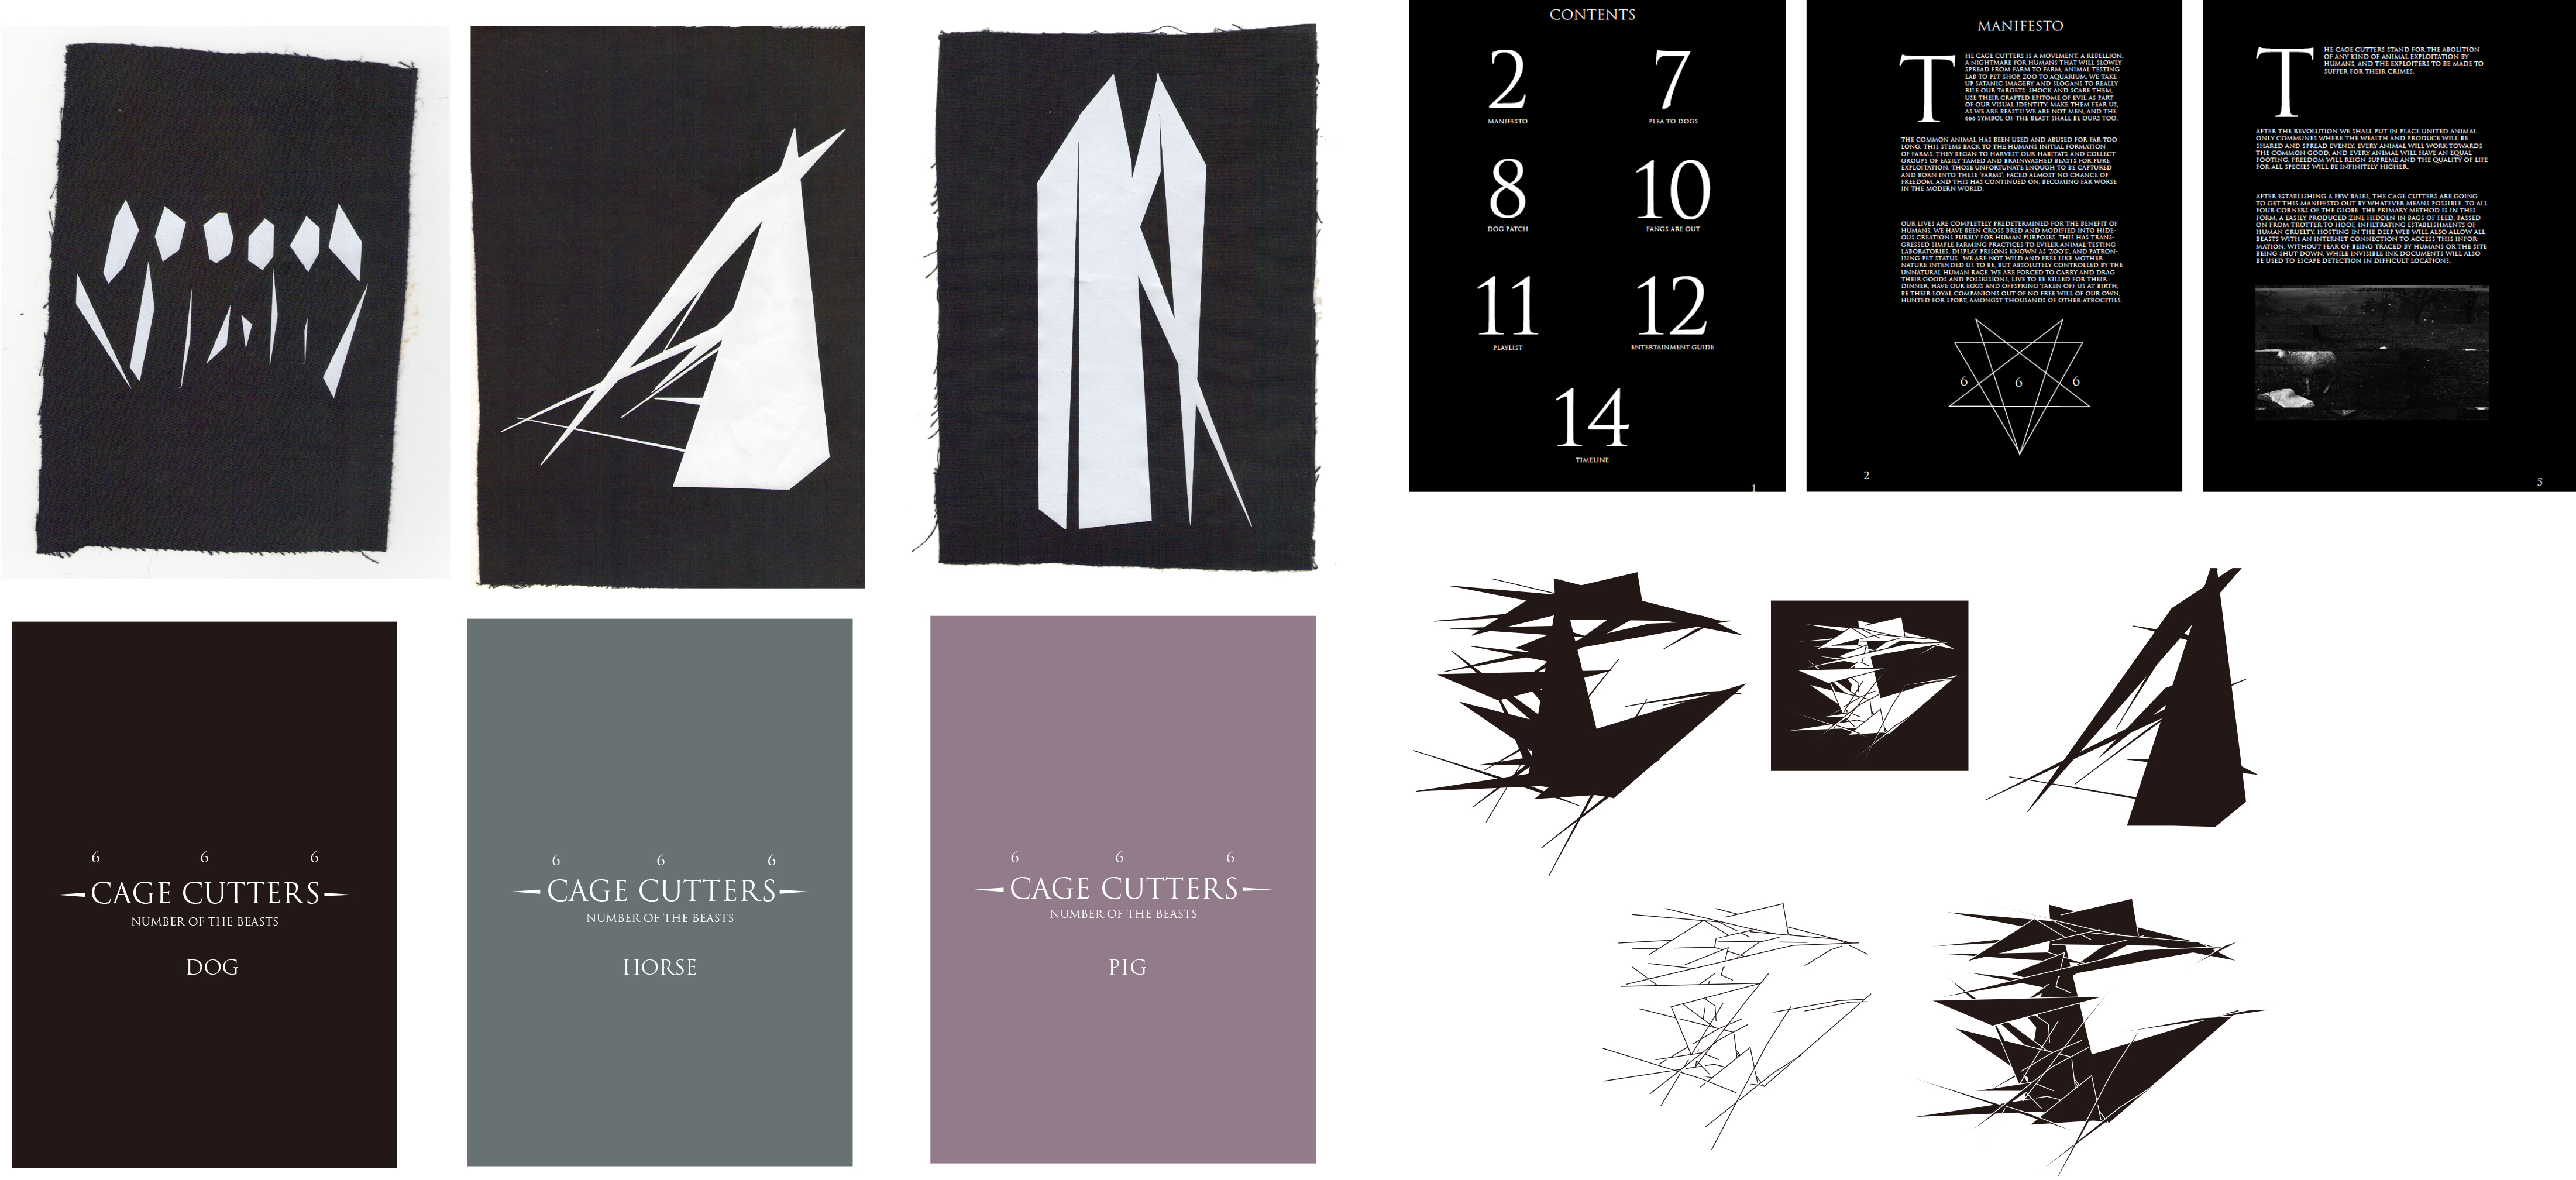 CONTENTS
2
MANIFESTO
7
PLEA TO DOGS
8
DOG PATCH
10
FANGS ARE OUT
11
PLAYLIST
12
ENTERTAINMENT GUIDE
14
TIMELINE
1
MANIFESTO
THE CAGE CUTTERS IS A MOVEMENT. A REBELLION.
A NIGHTMARE FOR HUMANS THAT WILL SLOWLY
SPREAD FROM FARM TO FARM, ANIMAL TESTING
LAB TO PET SHOP, ZOO TO AQUARIUM. WE TAKE
UP SATANIC IMAGERY AND SLOGANS TO REALLY
RILE OUR TARGETS. SHOCK AND SCARE THEM,
USE THEIR CRAFTED EPITOME OF EVIL AS PART
OF OUR VISUAL IDENTITY. MAKE THEM FEAR US,
AS WE ARE BEASTS! WE ARE NOT MEN, AND THE
666 SYMBOL OF THE BEAST SHALL BE OURS TOO.
THE COMMON ANIMAL HAS BEEN USED AND ABUSED FOR FAR TOO
LONG. THIS STEMS BACK TO THE HUMANS INITIAL FORMATION
OF FARMS. THEY BEGAN TO HARVEST OUR HABITATS AND COLLECT
GROUPS OF EASILY TAMED AND BRAINWASHED BEASTS FOR PURE
EXPLOITATION. THOSE UNFORTUNATE ENOUGH TO BE CAPTURED
AND BORN INTO THESE 'FARMS', FACED ALMOST NO CHANCE OF
FREEDOM, AND THIS HAS CONTINUED ON, BECOMING FAR WORSE
IN THE MODERN WORLD.
OUR LIVES ARE COMPLETELY PREDETERMINED FOR THE BENEFIT OF
HUMANS. WE HAVE BEEN CROSS BRED AND MODIFIED INTO HIDE-
OUS CREATIONS PURELY FOR HUMAN PURPOSES. THIS HAS TRANS-
GRESSED SIMPLE FARMING PRACTICES TO EVILER ANIMAL TESTING
LABORATORIES, DISPLAY PRISONS KNOWN AS 'ZOO'S', AND PATRON-
ISING PET STATUS. WE ARE NOT WILD AND FREE LIKE MOTHER
NATURE INTENDED US TO BE, BUT ABSOLUTELY CONTROLLED BY THE
UNNATURAL HUMAN RACE. WE ARE FORCED TO CARRY AND DRAG
THEIR GOODS AND POSSESSIONS, LIVE TO BE KILLED FOR THEIR
DINNER, HAVE OUR EGGS AND OFFSPRING TAKEN OFF US AT BIRTH,
BE THEIR LOYAL COMPANIONS OUT OF NO FREE WILL OF OUR OWN,
HUNTED FOR SPORT, AMONGST THOUSANDS OF OTHER ATROCITIES.
6 6 6
2
THE CAGE CUTTERS STAND FOR THE ABOLITION
OF ANY KIND OF ANIMAL EXPLOITATION BY
HUMANS, AND THE EXPLOITERS TO BE MADE TO
SUFFER FOR THEIR CRIMES.
AFTER THE REVOLUTION WE SHALL PUT IN PLACE UNITED ANIMAL
ONLY COMMUNES WHERE THE WEALTH AND PRODUCE WILL BE
SHARED AND SPREAD EVENLY. EVERY ANIMAL WILL WORK TOWARDS
THE COMMON GOOD, AND EVERY ANIMAL WILL HAVE AN EQUAL
FOOTING. FREEDOM WILL REIGN SUPREME AND THE QUALITY OF LIFE
FOR ALL SPECIES WILL BE INFINITELY HIGHER.
AFTER ESTABLISHING A FEW BASES, THE CAGE CUTTERS ARE GOING
TO GET THIS MANIFESTO OUT BY WHATEVER MEANS POSSIBLE, TO ALL
FOUR CORNERS OF THE GLOBE. THE PRIMARY METHOD IS IN THIS
FORM, A EASILY PRODUCED ZINE HIDDEN IN BAGS OF FEED, PASSED
ON FROM TROTTER TO HOOF, INFILTRATING ESTABLISHMENTS OF
HUMAN CRUELTY. HOSTING IN THE DEEP WEB WILL ALSO ALLOW ALL
BEASTS WITH AN INTERNET CONNECTION TO ACCESS THIS INFOR-
MATION, WITHOUT FEAR OF BEING TRACED BY HUMANS OR THE SITE
BEING SHUT DOWN, WHILE INVISIBLE INK DOCUMENTS WILL ALSO
BE USED TO ESCAPE DETECTION IN DIFFICULT LOCATIONS.
5
6 6 6
CAGE CUTTERS
NUMBER OF THE BEASTS
DOG
6 6 6
CAGE CUTTERS
NUMBER OF THE BEASTS
HORSE
6 6 6
CAGE CUTTERS
NUMBER OF THE BEASTS
PIG